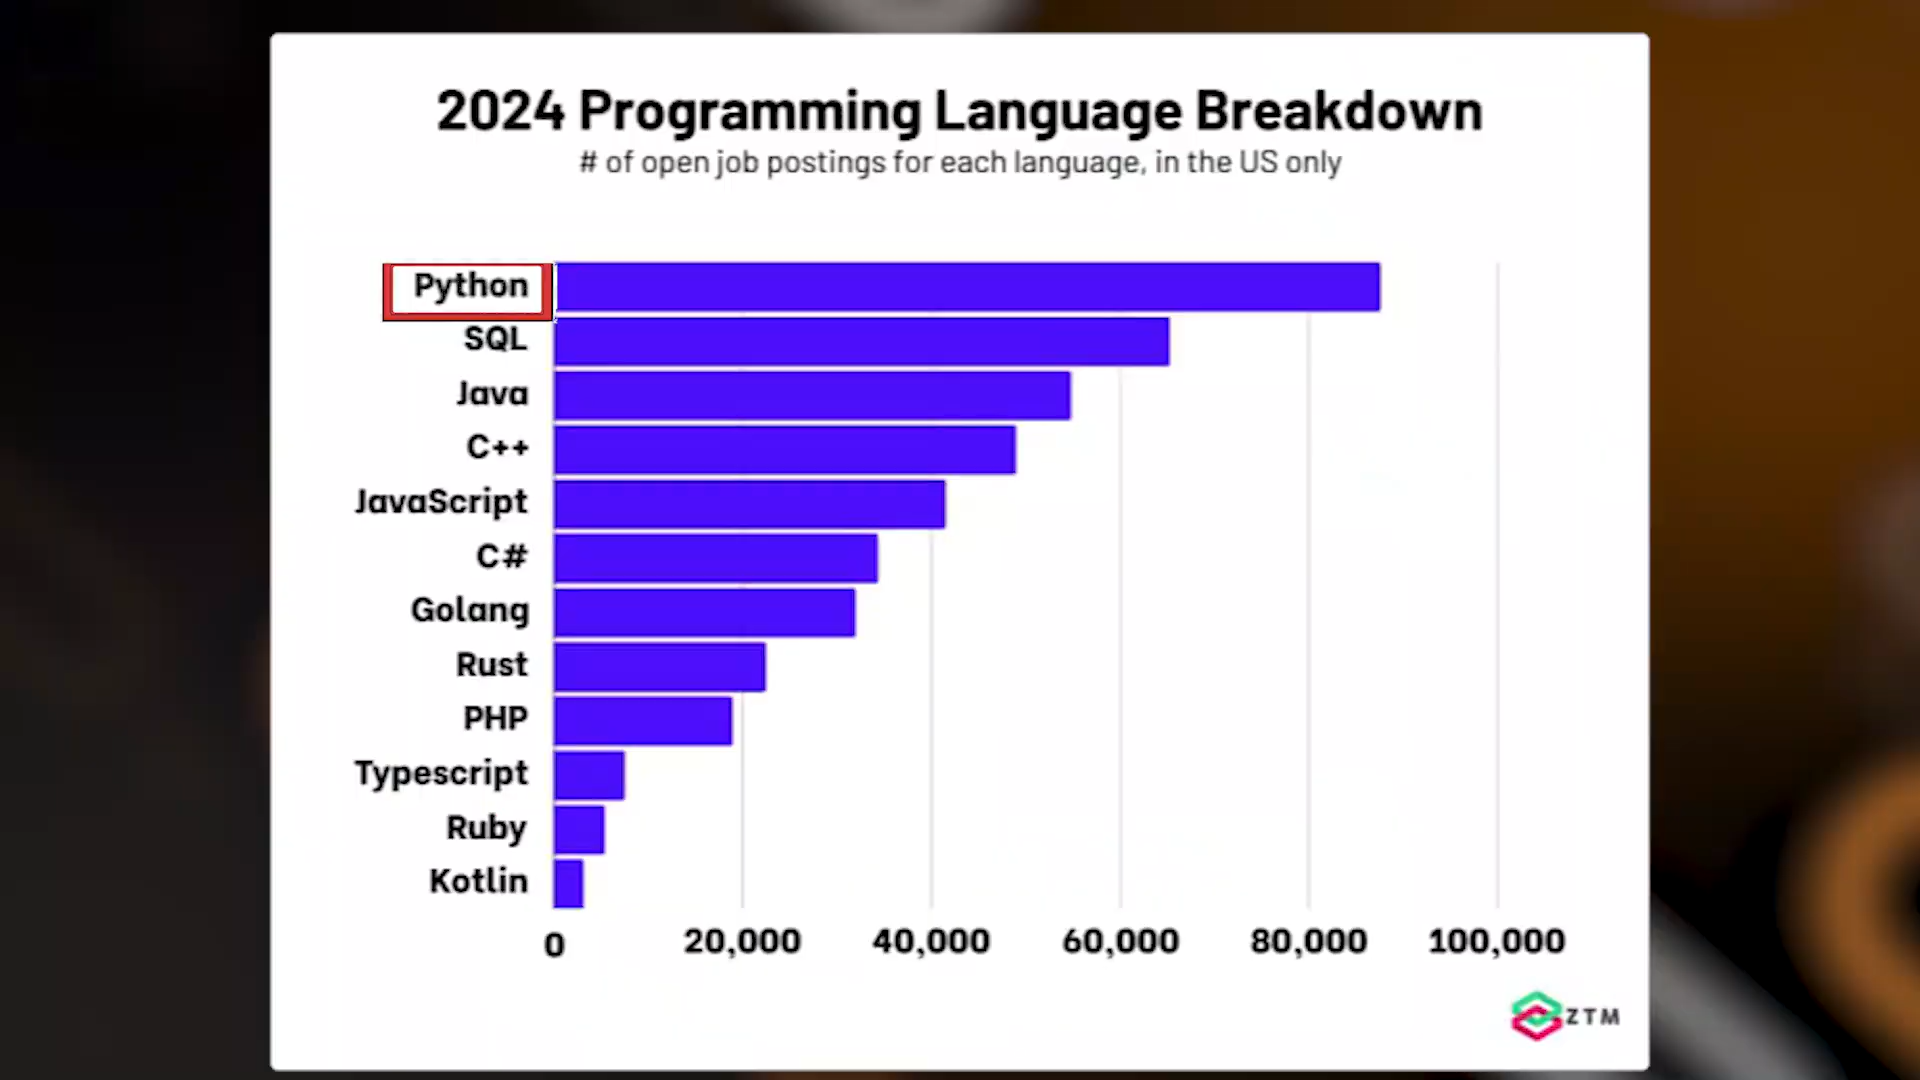 2024 Programming Language Breakdown
# of open job postings for each language, in the US only
Python
SQL
Java
C++
JavaScript
C#
Golang
Rust
PHP
Typescript
Ruby
Kotlin
0 20,000 40,000 60,000 80,000 100,000
ZTM